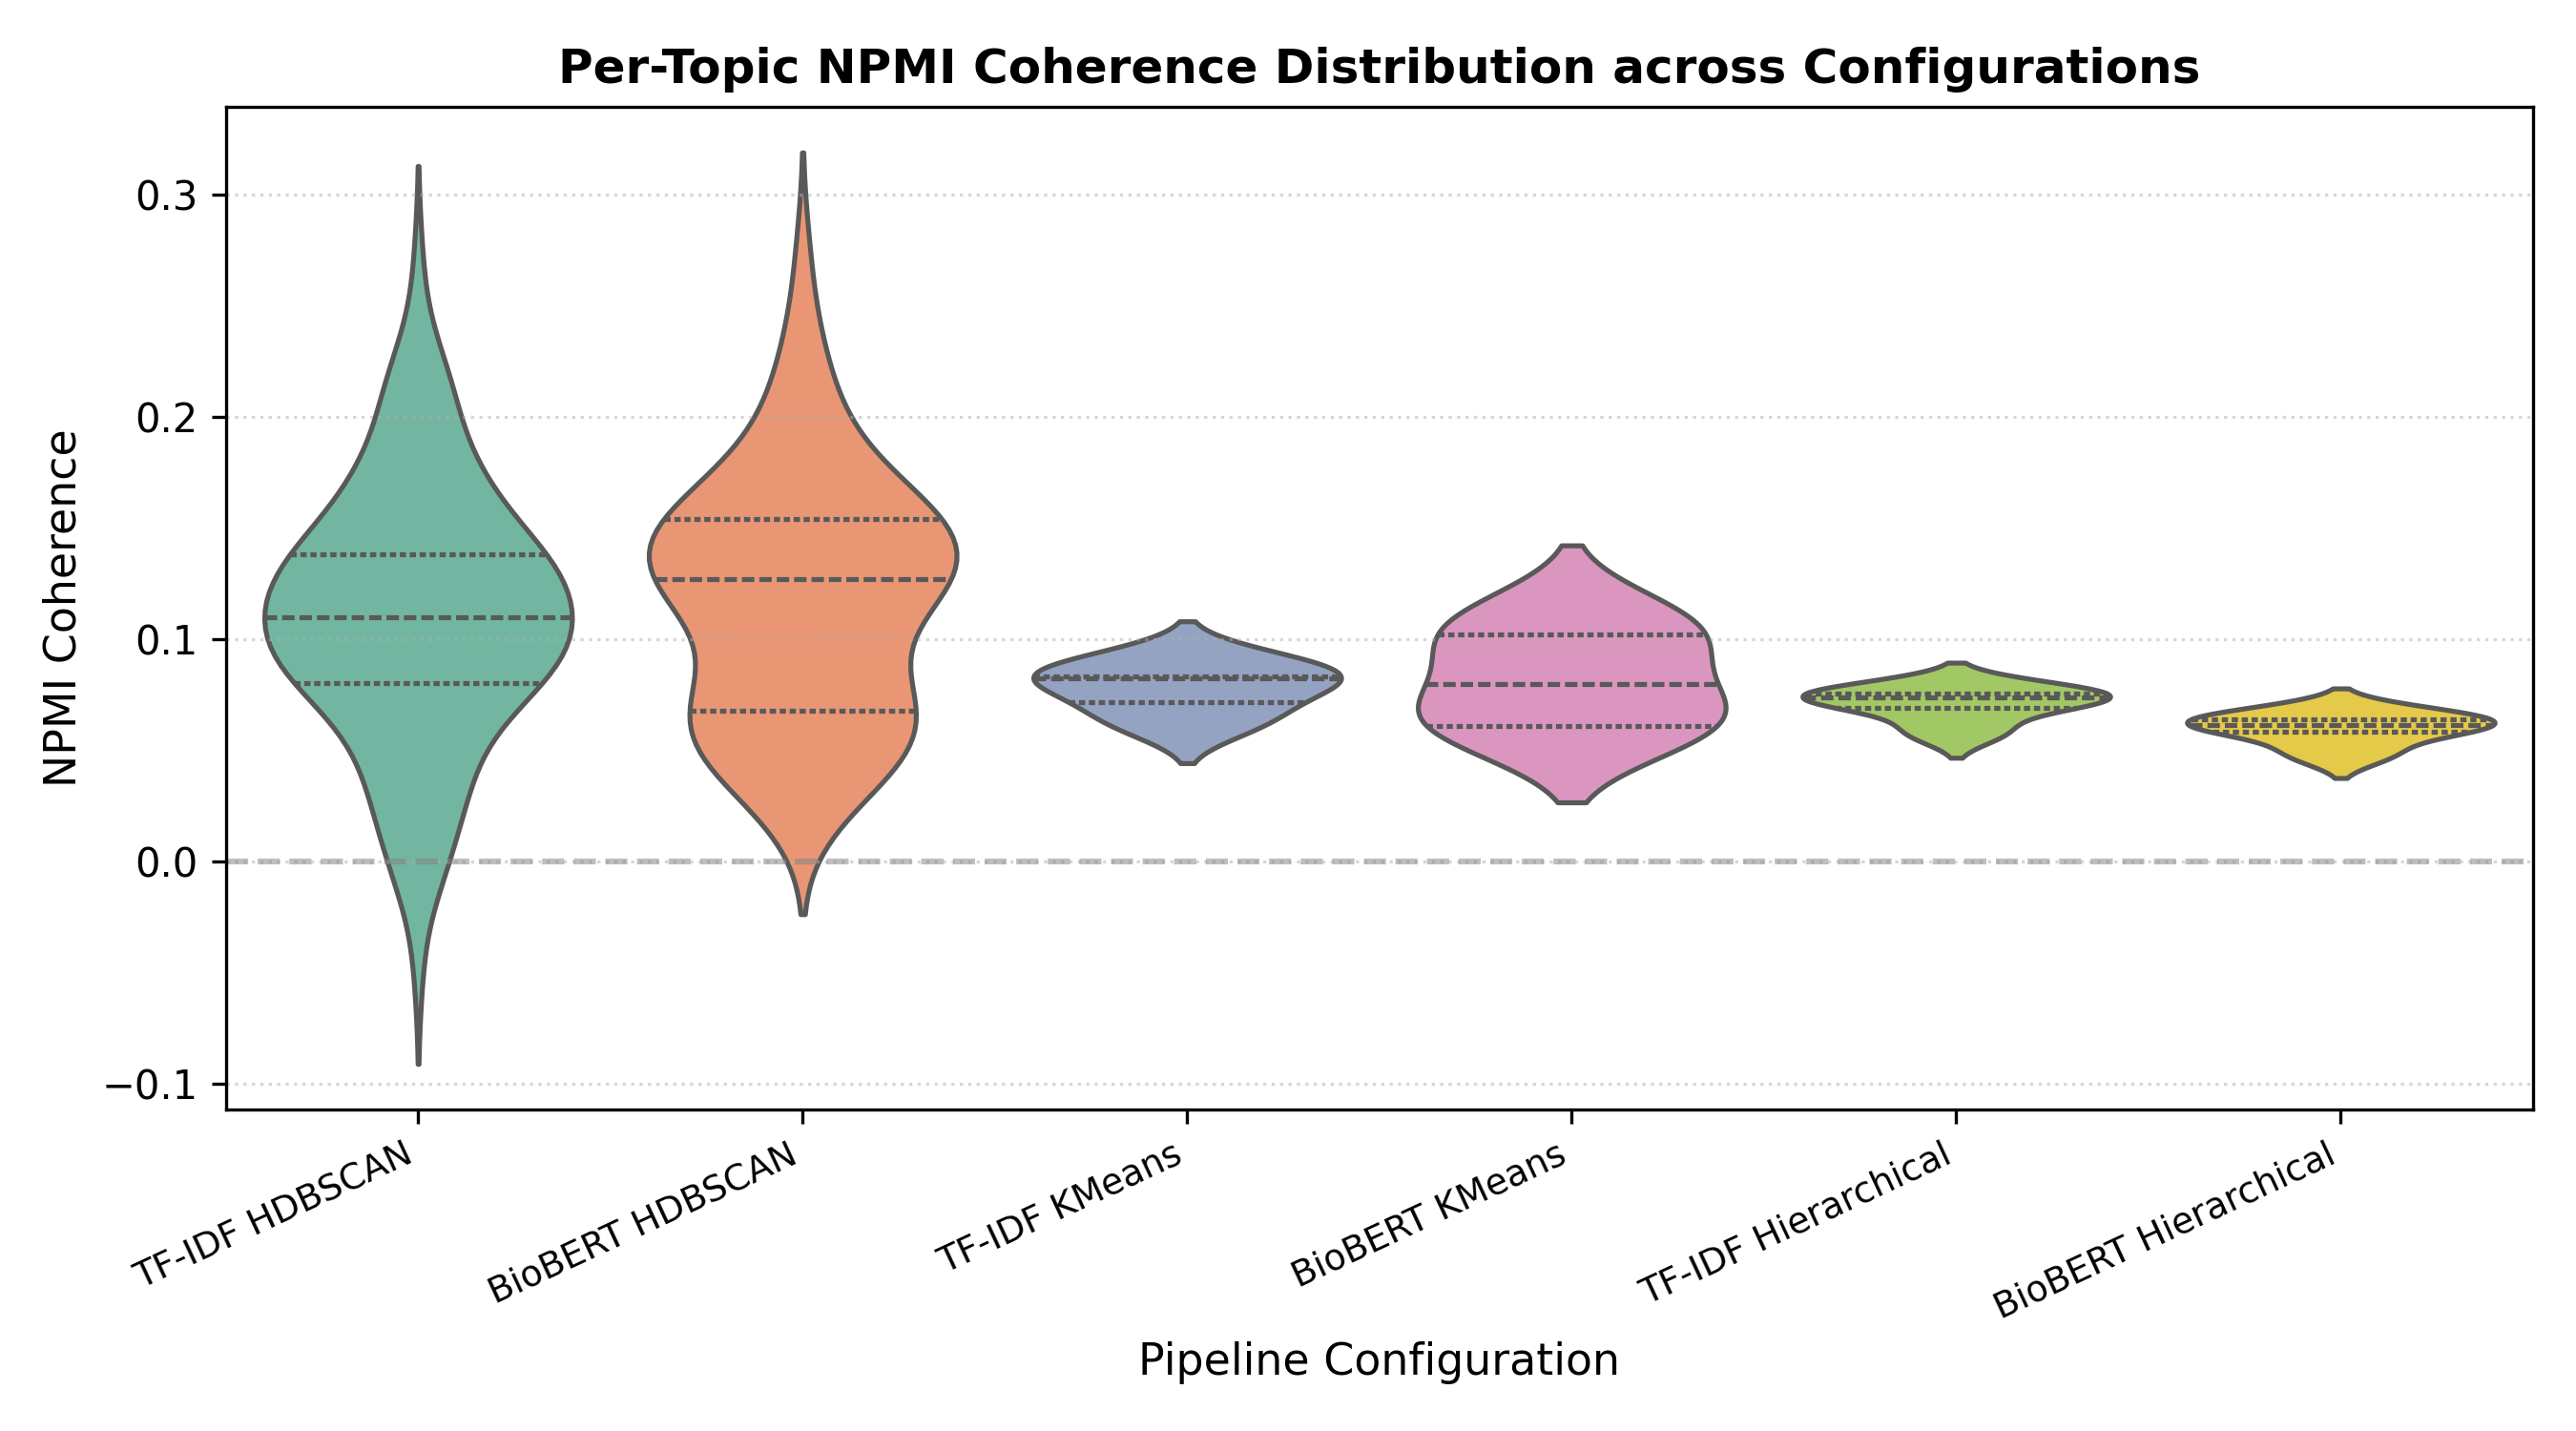 Per-Topic NPMI Coherence Distribution across Configurations
NPMI Coherence
0.3
0.2
0.1
0.0
−0.1
TF-IDF HDBSCAN
BioBERT HDBSCAN
TF-IDF KMeans
BioBERT KMeans
TF-IDF Hierarchical
BioBERT Hierarchical
Pipeline Configuration